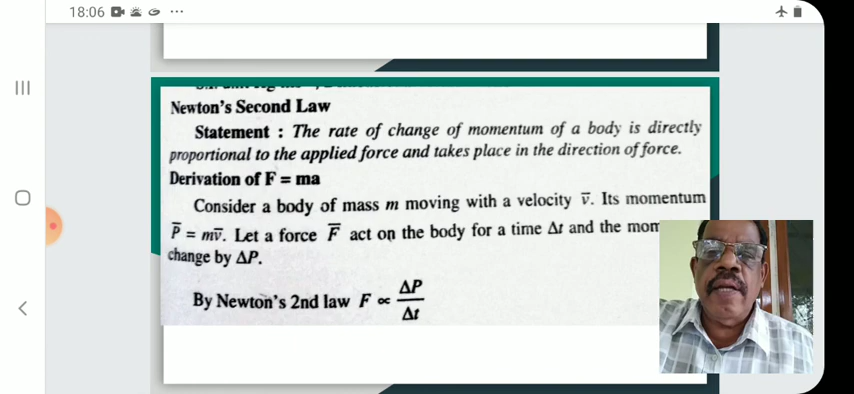 18:06
Newton's Second Law
Statement : The rate of change of momentum of a body is directly
proportional to the applied force and takes place in the direction of force.
Derivation of F = ma
Consider a body of mass m moving with a velocity v̅. Its momentum
P̅ = mv̅. Let a force F̅ act on the body for a time Δt and the
change by ΔP.
By Newton's 2nd law F ∝ ΔP/Δt